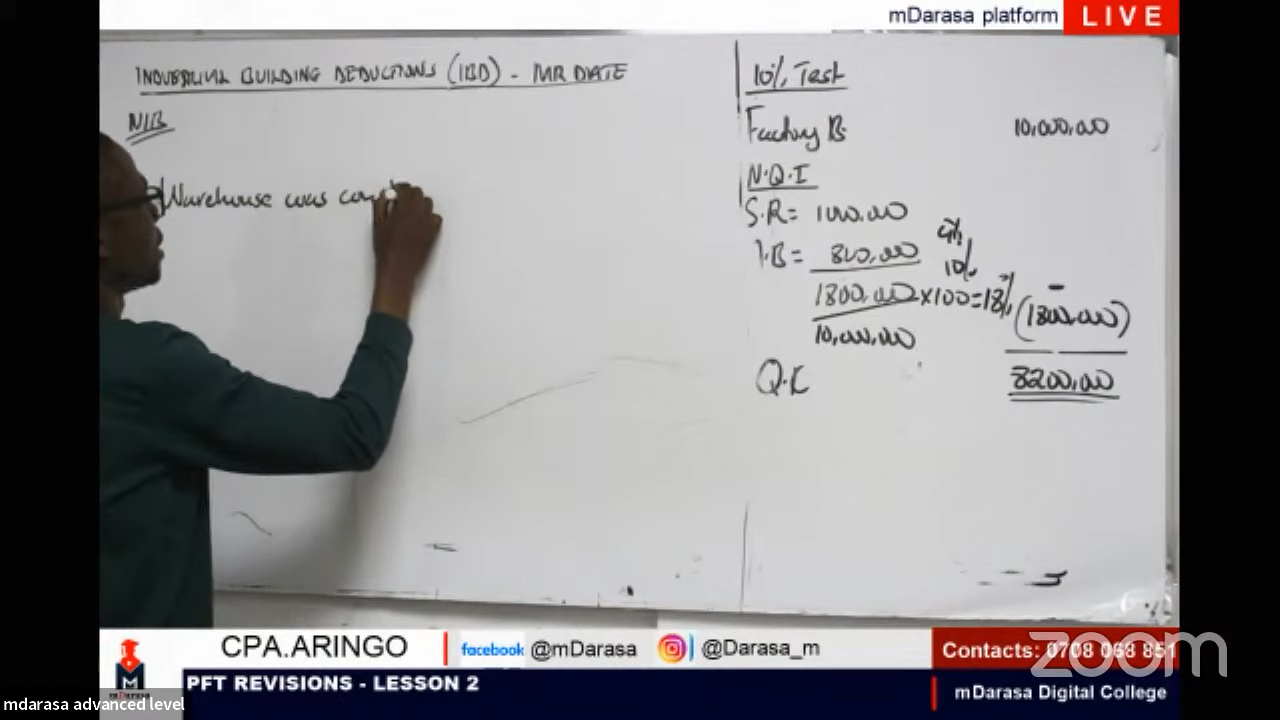 mDarasa platform
LIVE
INDUSTRIAL BUILDING DEDUCTIONS (IBD) - MR DIATE
N/B
Warehouse was con
10% Test
Factory B. 10,000,000
N.Q.I
S.R = 1000,000
I.B = 800,000
10%
1800,000 ×100=18% (1800,000)
10,000,000
Q.C 8200,000
CPA.ARINGO
facebook @mDarasa
@Darasa_m
Contacts: 0708 068 851
zoom
PFT REVISIONS - LESSON 2
mDarasa Digital College
mdarasa advanced level